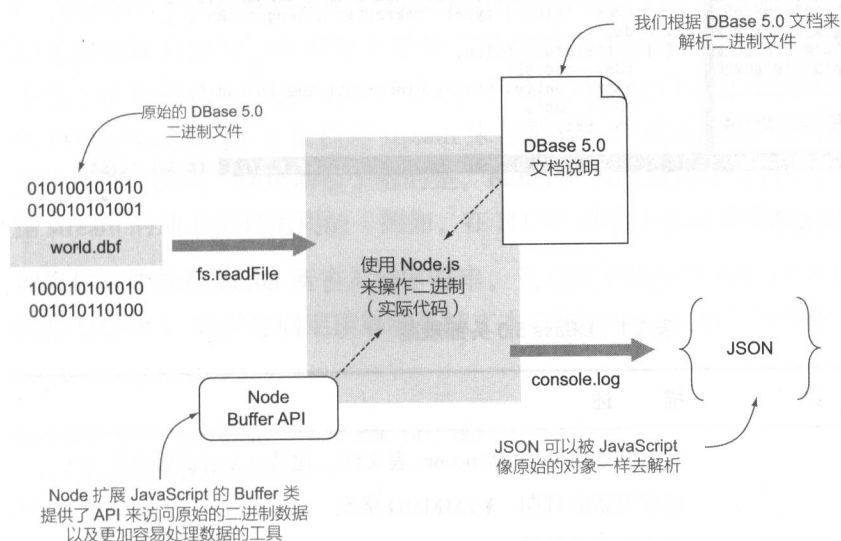 我们根据 DBase 5.0 文档来
解析二进制文件
原始的 DBase 5.0
二进制文件
DBase 5.0
文档说明
010100101010
010010101001
world.dbf
100010101010
001010110100
fs.readFile
使用 Node.js
来操作二进制
（实际代码）
JSON
console.log
Node
Buffer API
JSON 可以被 JavaScript
像原始的对象一样去解析
Node 扩展 JavaScript 的 Buffer 类
提供了 API 来访问原始的二进制数据
以及更加容易处理数据的工具